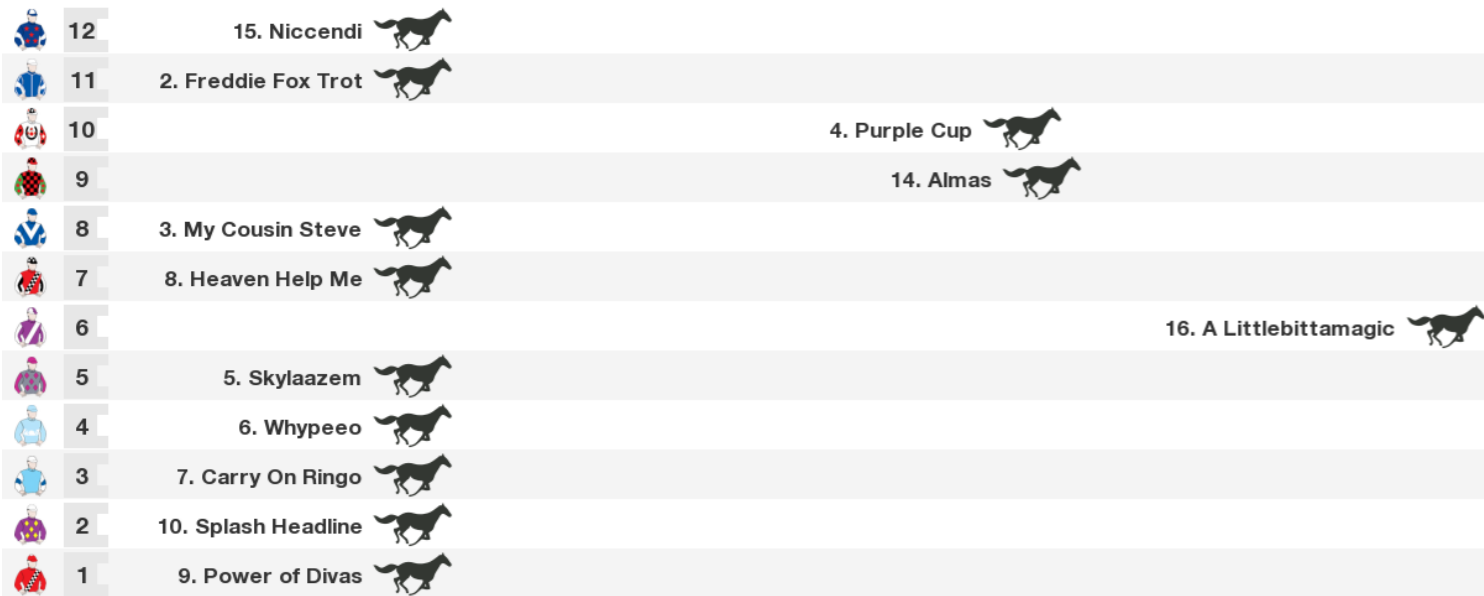 12 15. Niccendi
11 2. Freddie Fox Trot
10 4. Purple Cup
9 14. Almas
8 3. My Cousin Steve
7 8. Heaven Help Me
6 16. A Littlebittamagic
5 5. Skylaazem
4 6. Whypeeo
3 7. Carry On Ringo
2 10. Splash Headline
1 9. Power of Divas